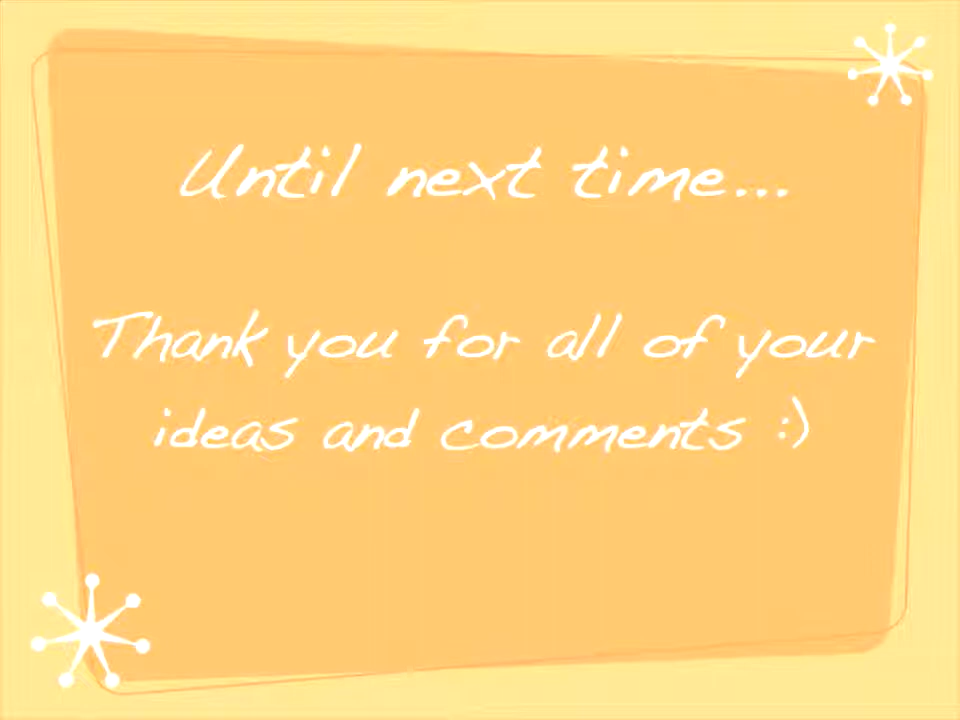 Until next time...
Thank you for all of your
ideas and comments :)